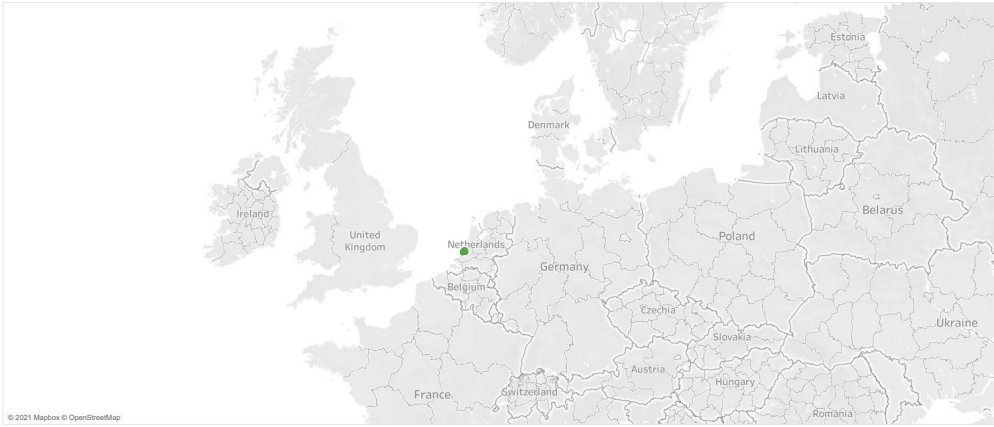 Estonia
Latvia
Denmark
Lithuania
Ireland
Belarus
United
Kingdom
Netherlands
Poland
Germany
Belgium
Czechia
Ukraine
Slovakia
Austria
Hungary
France
Switzerland
Romania
© 2021 Mapbox © OpenStreetMap